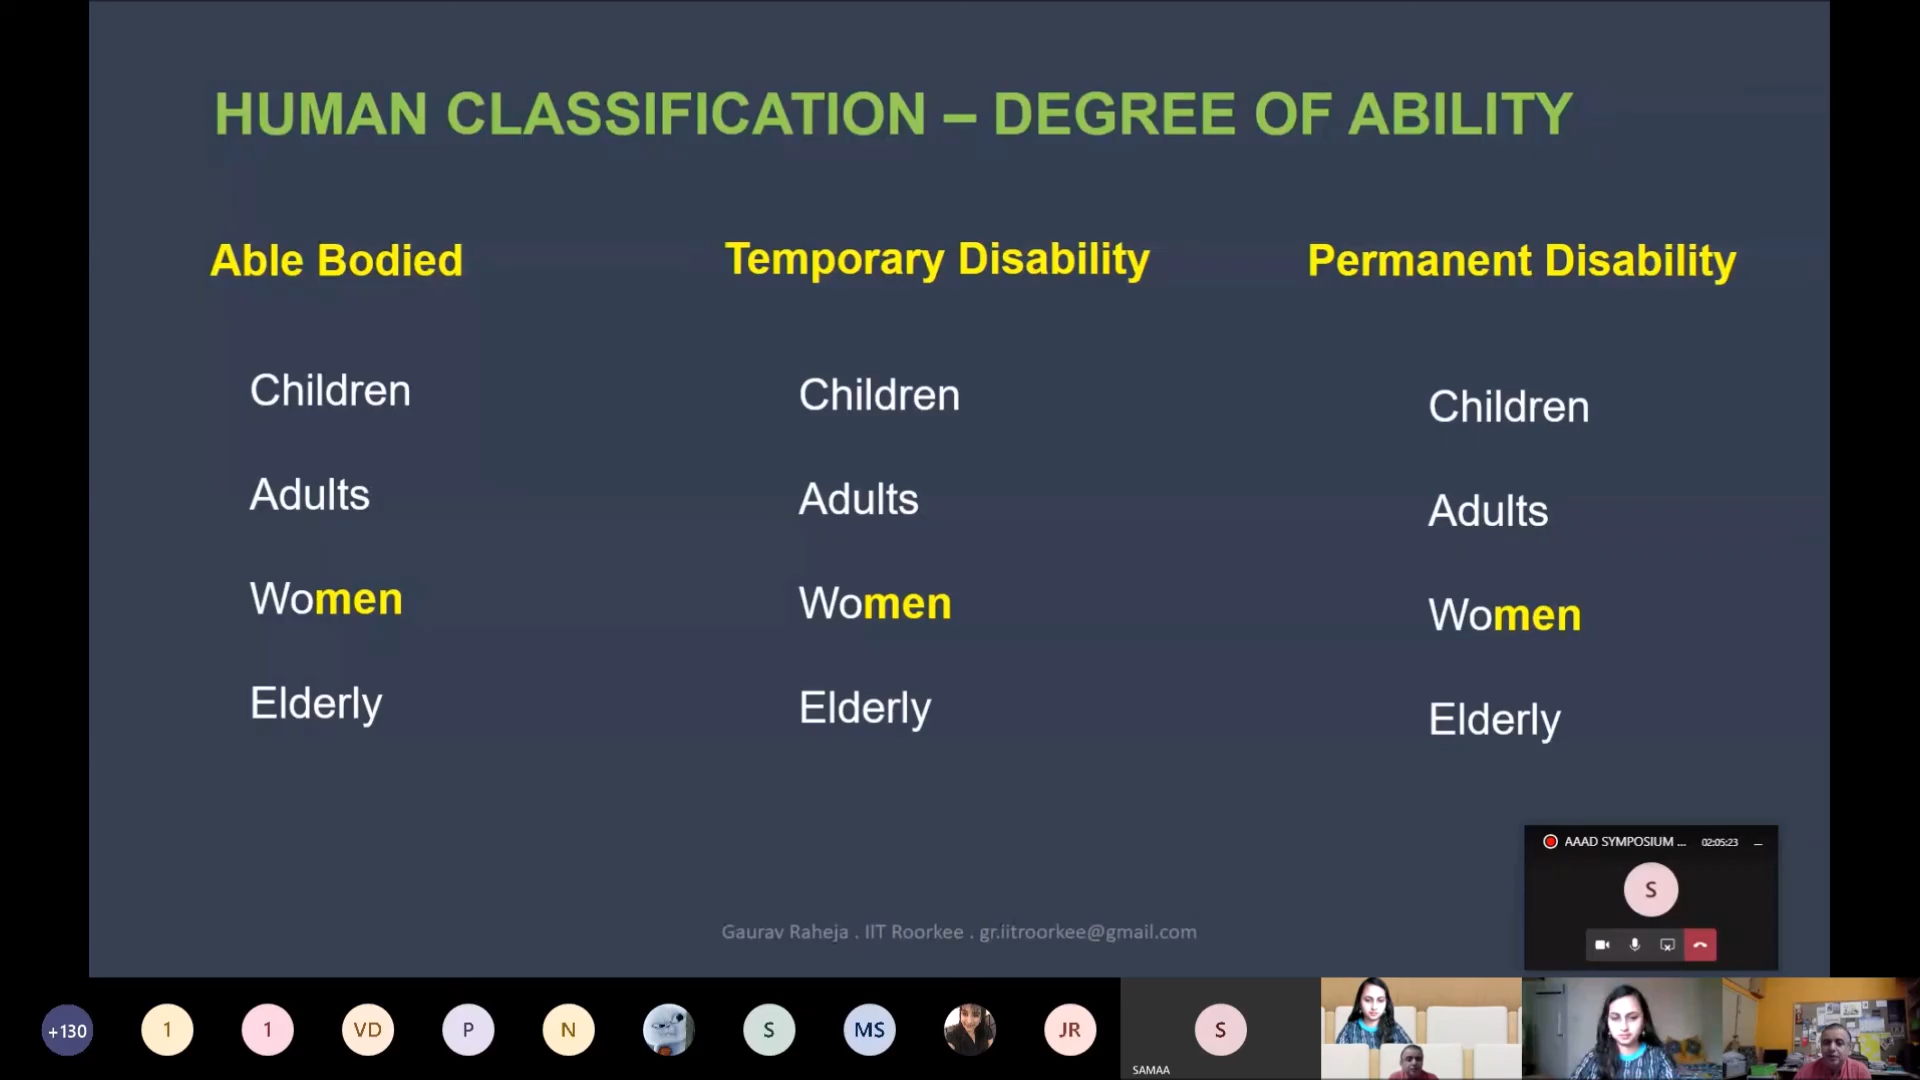 HUMAN CLASSIFICATION – DEGREE OF ABILITY
Able Bodied
Temporary Disability
Permanent Disability
Children
Children
Children
Adults
Adults
Adults
Women
Women
Women
Elderly
Elderly
Elderly
AAAD SYMPOSIUM ... 02:05:23
S
Gaurav Raheja . IIT Roorkee . gr.iitroorkee@gmail.com
+130
1
1
VD
P
N
S
MS
JR
S
SAMAA